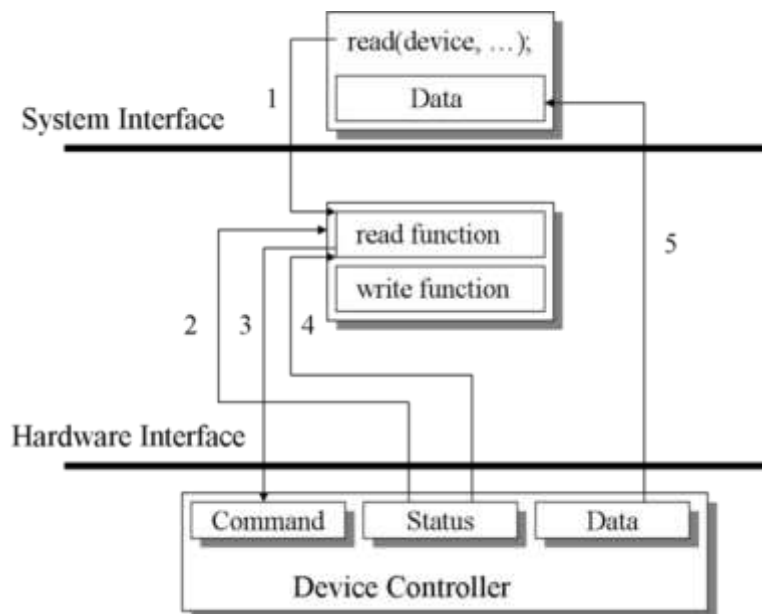 read(device, …);
Data
1
System Interface
read function
5
write function
2
3
4
Hardware Interface
Command
Status
Data
Device Controller